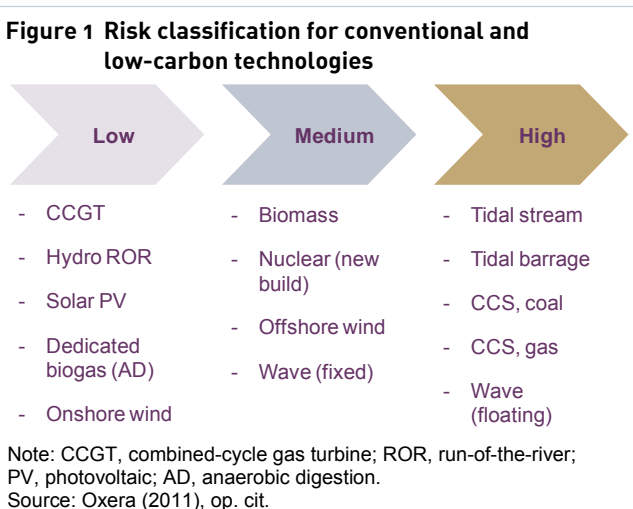 Figure 1 Risk classification for conventional and
low-carbon technologies
Low
Medium
High
- CCGT
- Hydro ROR
- Solar PV
- Dedicated
biogas (AD)
- Onshore wind
- Biomass
- Nuclear (new
build)
- Offshore wind
- Wave (fixed)
- Tidal stream
- Tidal barrage
- CCS, coal
- CCS, gas
- Wave
(floating)
Note: CCGT, combined-cycle gas turbine; ROR, run-of-the-river;
PV, photovoltaic; AD, anaerobic digestion.
Source: Oxera (2011), op. cit.